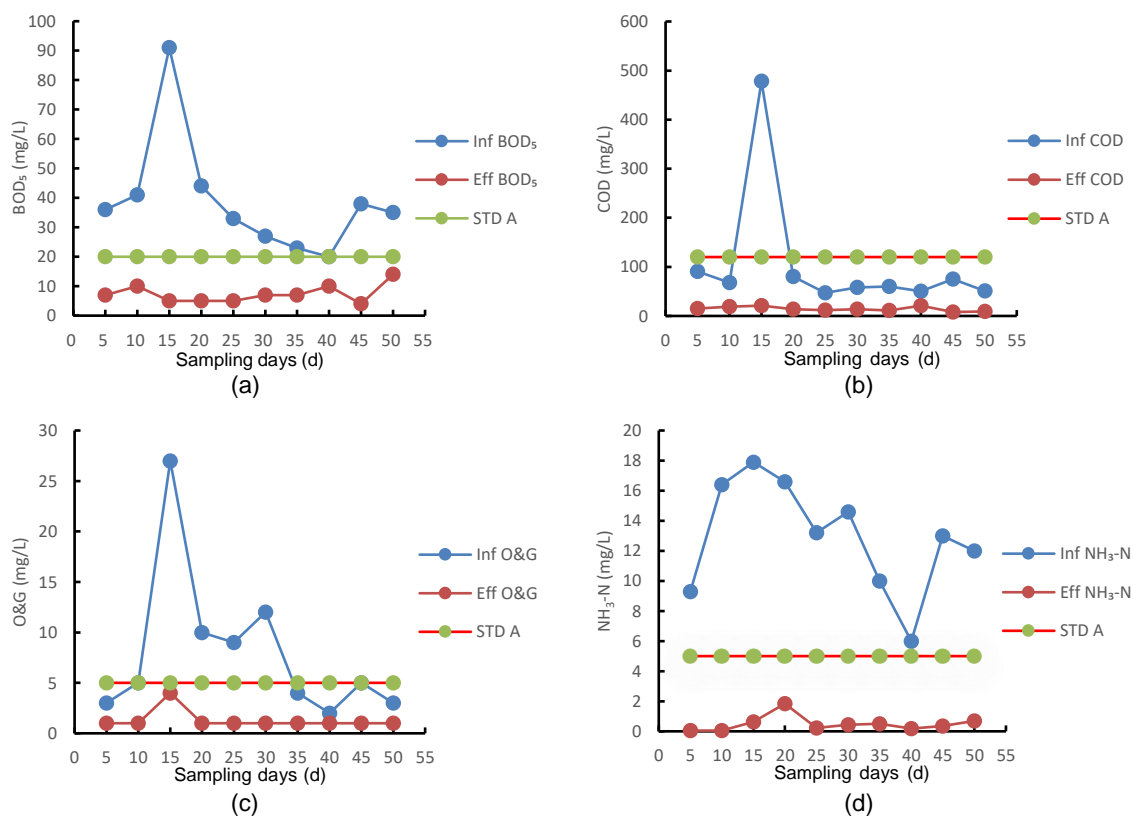 100
90
80
70
60
50
40
30
20
10
0
BOD₅ (mg/L)
0 5 10 15 20 25 30 35 40 45 50 55
Sampling days (d)
Inf BOD₅
Eff BOD₅
STD A
(a)
600
500
400
300
200
100
0
COD (mg/L)
0 5 10 15 20 25 30 35 40 45 50 55
Sampling days (d)
Inf COD
Eff COD
STD A
(b)
30
25
20
15
10
5
0
O&G (mg/L)
0 5 10 15 20 25 30 35 40 45 50 55
Sampling days (d)
Inf O&G
Eff O&G
STD A
(c)
20
18
16
14
12
10
8
6
4
2
0
NH₃-N (mg/L)
0 5 10 15 20 25 30 35 40 45 50 55
Sampling days (d)
Inf NH₃-N
Eff NH₃-N
STD A
(d)